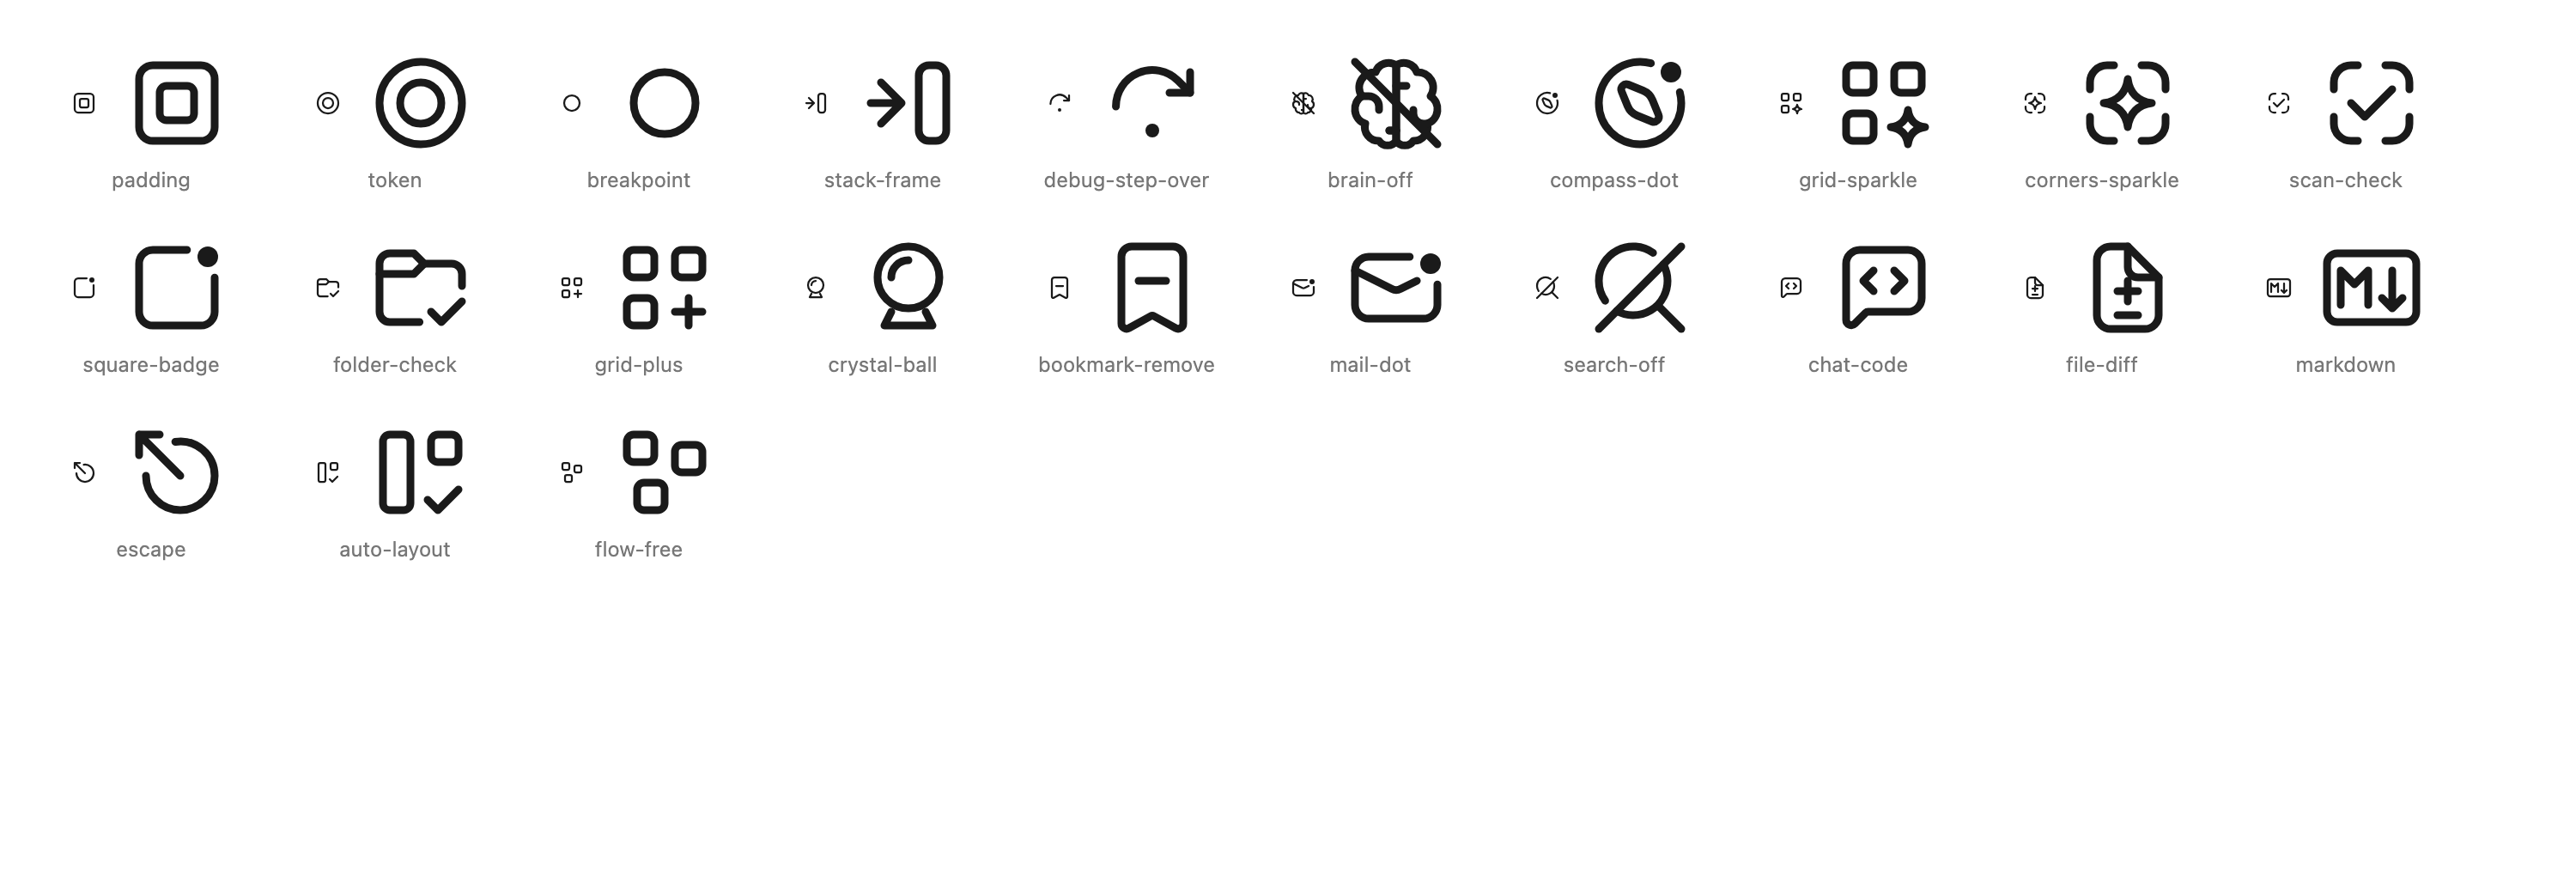 padding token breakpoint stack-frame debug-step-over brain-off compass-dot grid-sparkle corners-sparkle scan-check
M↓ M↓
square-badge folder-check grid-plus crystal-ball bookmark-remove mail-dot search-off chat-code file-diff markdown
escape auto-layout flow-free